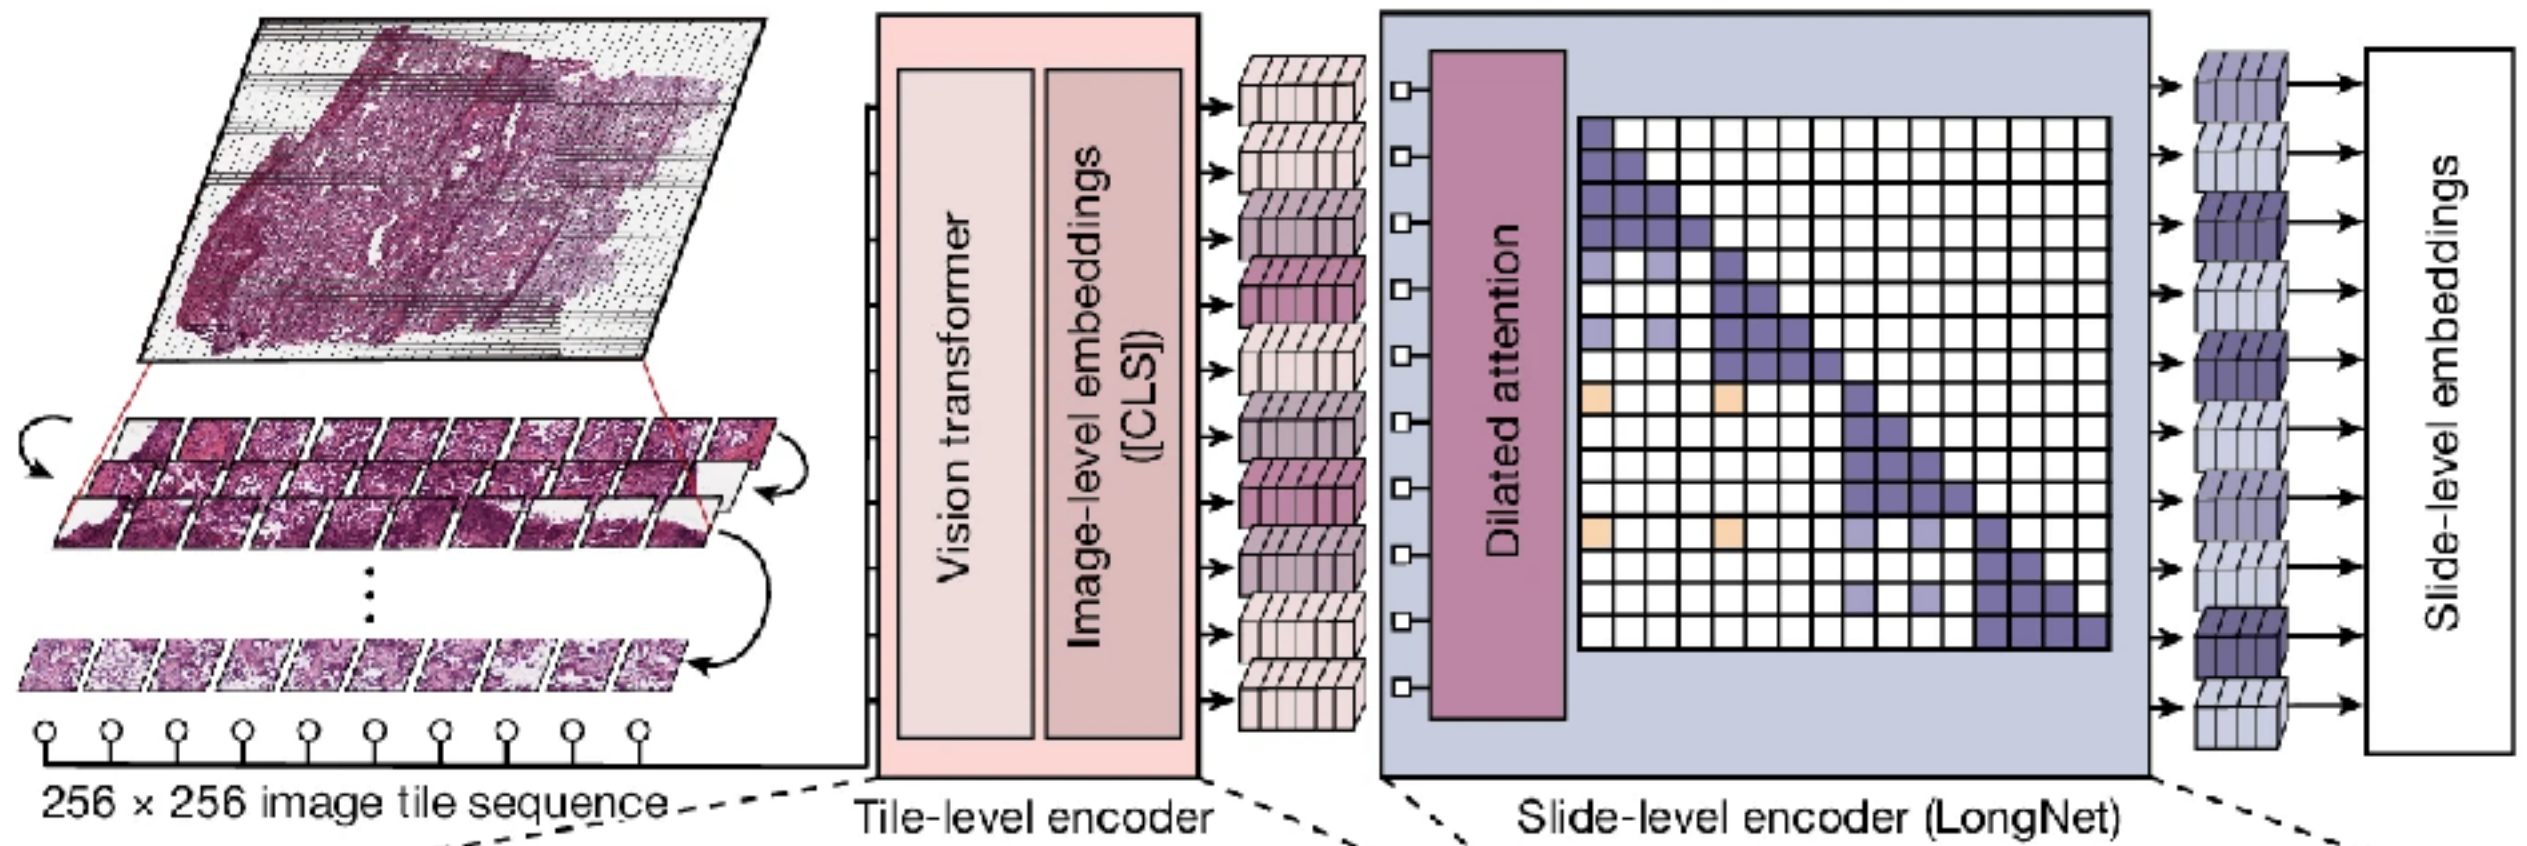 256 × 256 image tile sequence
Vision transformer
Image-level embeddings
([CLS])
Tile-level encoder
Dilated attention
Slide-level encoder (LongNet)
Slide-level embeddings